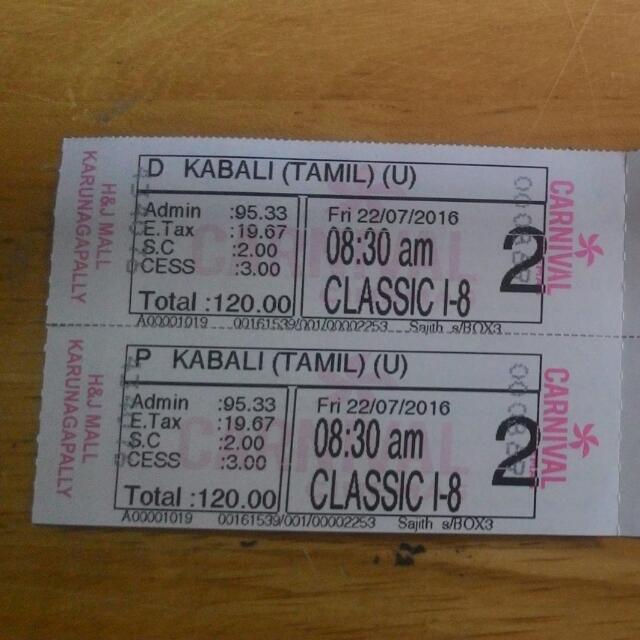 H&J MALL
KARUNAGAPALLY
D KABALI (TAMIL) (U)
Admin :95.33
E.Tax :19.67
S.C :2.00
CESS :3.00
Total :120.00
Fri 22/07/2016
08:30 am
CLASSIC I-8
2
CARNIVAL
A00001019 00161539/001/00002253 Sajith s/BOX3
H&J MALL
KARUNAGAPALLY
P KABALI (TAMIL) (U)
Admin :95.33
E.Tax :19.67
S.C :2.00
CESS :3.00
Total :120.00
Fri 22/07/2016
08:30 am
CLASSIC I-8
2
CARNIVAL
A00001019 00161539/001/00002253 Sajith s/BOX3